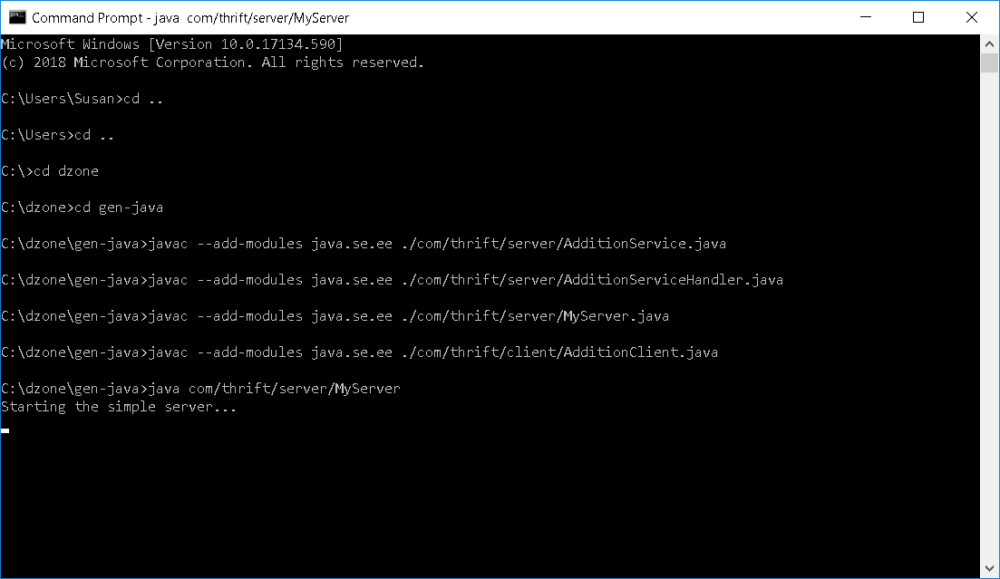 Command Prompt - java  com/thrift/server/MyServer
Microsoft Windows [Version 10.0.17134.590]
(c) 2018 Microsoft Corporation. All rights reserved.
C:\Users\Susan>cd ..
C:\Users>cd ..
C:\>cd dzone
C:\dzone>cd gen-java
C:\dzone\gen-java>javac --add-modules java.se.ee ./com/thrift/server/AdditionService.java
C:\dzone\gen-java>javac --add-modules java.se.ee ./com/thrift/server/AdditionServiceHandler.java
C:\dzone\gen-java>javac --add-modules java.se.ee ./com/thrift/server/MyServer.java
C:\dzone\gen-java>javac --add-modules java.se.ee ./com/thrift/client/AdditionClient.java
C:\dzone\gen-java>java com/thrift/server/MyServer
Starting the simple server...